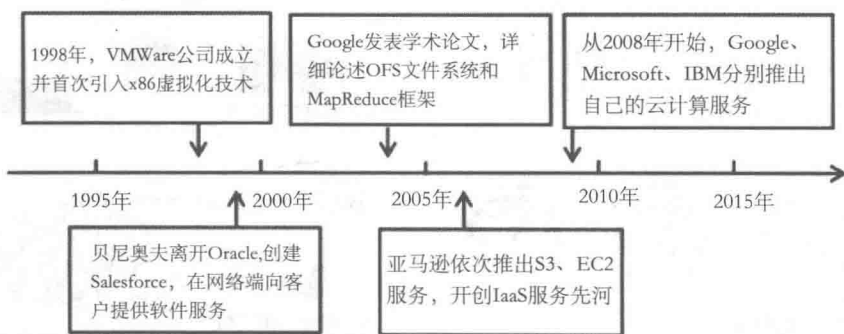 1998年，VMWare公司成立
并首次引入x86虚拟化技术
Google发表学术论文，详
细论述OFS文件系统和
MapReduce框架
从2008年开始，Google、
Microsoft、IBM分别推出
自己的云计算服务
1995年
2000年
2005年
2010年
2015年
贝尼奥夫离开Oracle,创建
Salesforce，在网络端向客
户提供软件服务
亚马逊依次推出S3、EC2
服务，开创IaaS服务先河